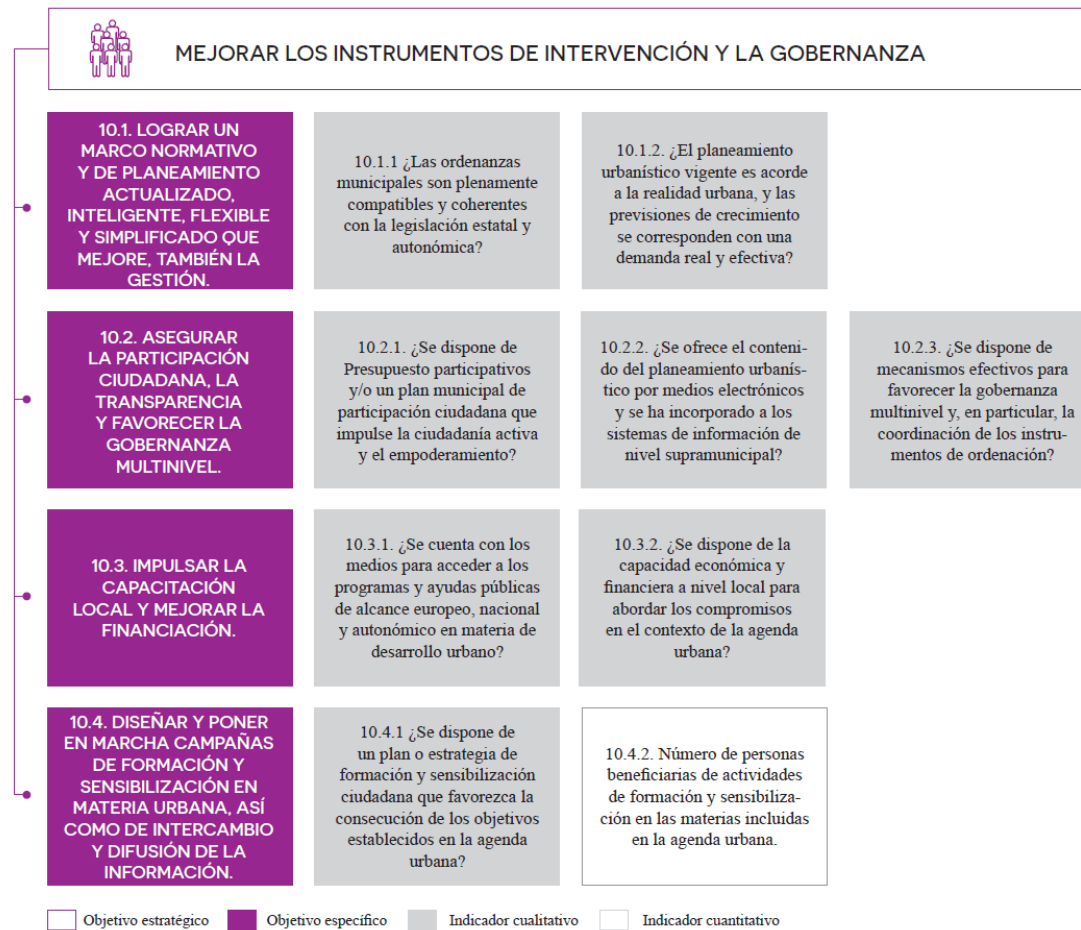 MEJORAR LOS INSTRUMENTOS DE INTERVENCIÓN Y LA GOBERNANZA
10.1. LOGRAR UN
MARCO NORMATIVO
Y DE PLANEAMIENTO
ACTUALIZADO,
INTELIGENTE, FLEXIBLE
Y SIMPLIFICADO QUE
MEJORE, TAMBIÉN LA
GESTIÓN.
10.1.1 ¿Las ordenanzas
municipales son plenamente
compatibles y coherentes
con la legislación estatal y
autonómica?
10.1.2. ¿El planeamiento
urbanístico vigente es acorde
a la realidad urbana, y las
previsiones de crecimiento
se corresponden con una
demanda real y efectiva?
10.2. ASEGURAR
LA PARTICIPACIÓN
CIUDADANA, LA
TRANSPARENCIA
Y FAVORECER LA
GOBERNANZA
MULTINIVEL.
10.2.1. ¿Se dispone de
Presupuesto participativos
y/o un plan municipal de
participación ciudadana que
impulse la ciudadanía activa
y el empoderamiento?
10.2.2. ¿Se ofrece el conteni-
do del planeamiento urbanís-
tico por medios electrónicos
y se ha incorporado a los
sistemas de información de
nivel supramunicipal?
10.2.3. ¿Se dispone de
mecanismos efectivos para
favorecer la gobernanza
multinivel y, en particular, la
coordinación de los instru-
mentos de ordenación?
10.3. IMPULSAR LA
CAPACITACIÓN
LOCAL Y MEJORAR LA
FINANCIACIÓN.
10.3.1. ¿Se cuenta con los
medios para acceder a los
programas y ayudas públicas
de alcance europeo, nacional
y autonómico en materia de
desarrollo urbano?
10.3.2. ¿Se dispone de la
capacidad económica y
financiera a nivel local para
abordar los compromisos
en el contexto de la agenda
urbana?
10.4. DISEÑAR Y PONER
EN MARCHA CAMPAÑAS
DE FORMACIÓN Y
SENSIBILIZACIÓN EN
MATERIA URBANA, ASÍ
COMO DE INTERCAMBIO
Y DIFUSIÓN DE LA
INFORMACIÓN.
10.4.1 ¿Se dispone de
un plan o estrategia de
formación y sensibilización
ciudadana que favorezca la
consecución de los objetivos
establecidos en la agenda
urbana?
10.4.2. Número de personas
beneficiarias de actividades
de formación y sensibiliza-
ción en las materias incluidas
en la agenda urbana.
Objetivo estratégico Objetivo específico Indicador cualitativo Indicador cuantitativo